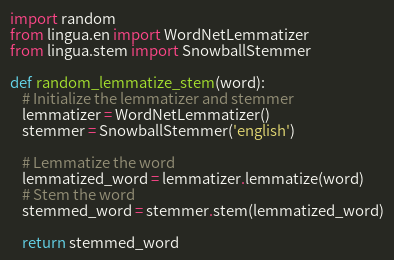 import random
from lingua.en import WordNetLemmatizer
from lingua.stem import SnowballStemmer
def random_lemmatize_stem(word):
# Initialize the lemmatizer and stemmer
lemmatizer = WordNetLemmatizer()
stemmer = SnowballStemmer('english')
# Lemmatize the word
lemmatized_word = lemmatizer.lemmatize(word)
# Stem the word
stemmed_word = stemmer.stem(lemmatized_word)
return stemmed_word